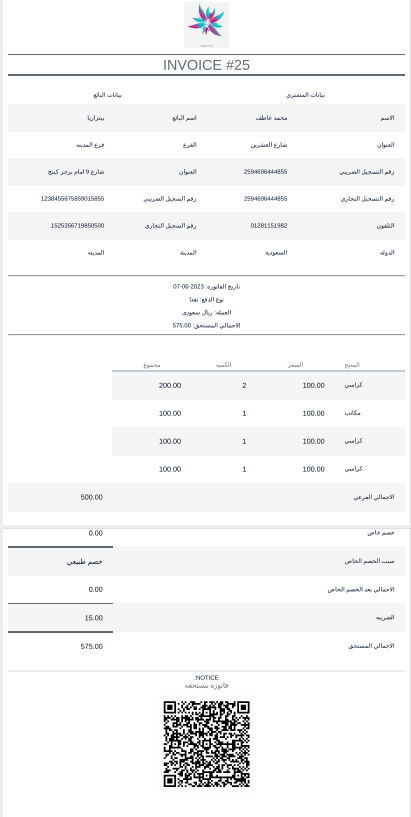 INVOICE #25
بيانات المشتري بيانات البائع
الاسم محمد عاطف اسم البائع بيتزاريا
العنوان شارع العشرين الفرع فرع المدينه
رقم التسجيل الضريبي 2594696444855 العنوان شارع 9 امام برجر كينج
رقم التسجيل التجاري 2594696444855 رقم التسجيل الضريبي 1238455675859015855
التلفون 01281151982 رقم السجل التجاري 1525356719850500
الدوله السعودية المدينة المدينه
تاريخ الفاتوره: 2023-06-07
نوع الدفع: نقدا
العمله: ريال سعودى
الاجمالي المستحق: 575.00
المنتج السعر الكميه مجموع
كراسي 100.00 2 200.00
مكاتب 100.00 1 100.00
كراسي 100.00 1 100.00
كراسي 100.00 1 100.00
الاجمالي الفرعي 500.00
خصم خاص 0.00
سبب الخصم الخاص خصم طبيعي
الاجمالي بعد الخصم الخاص 0.00
الضريبه 15.00
الاجمالي المستحق 575.00
NOTICE:
فاتوره مستحقه